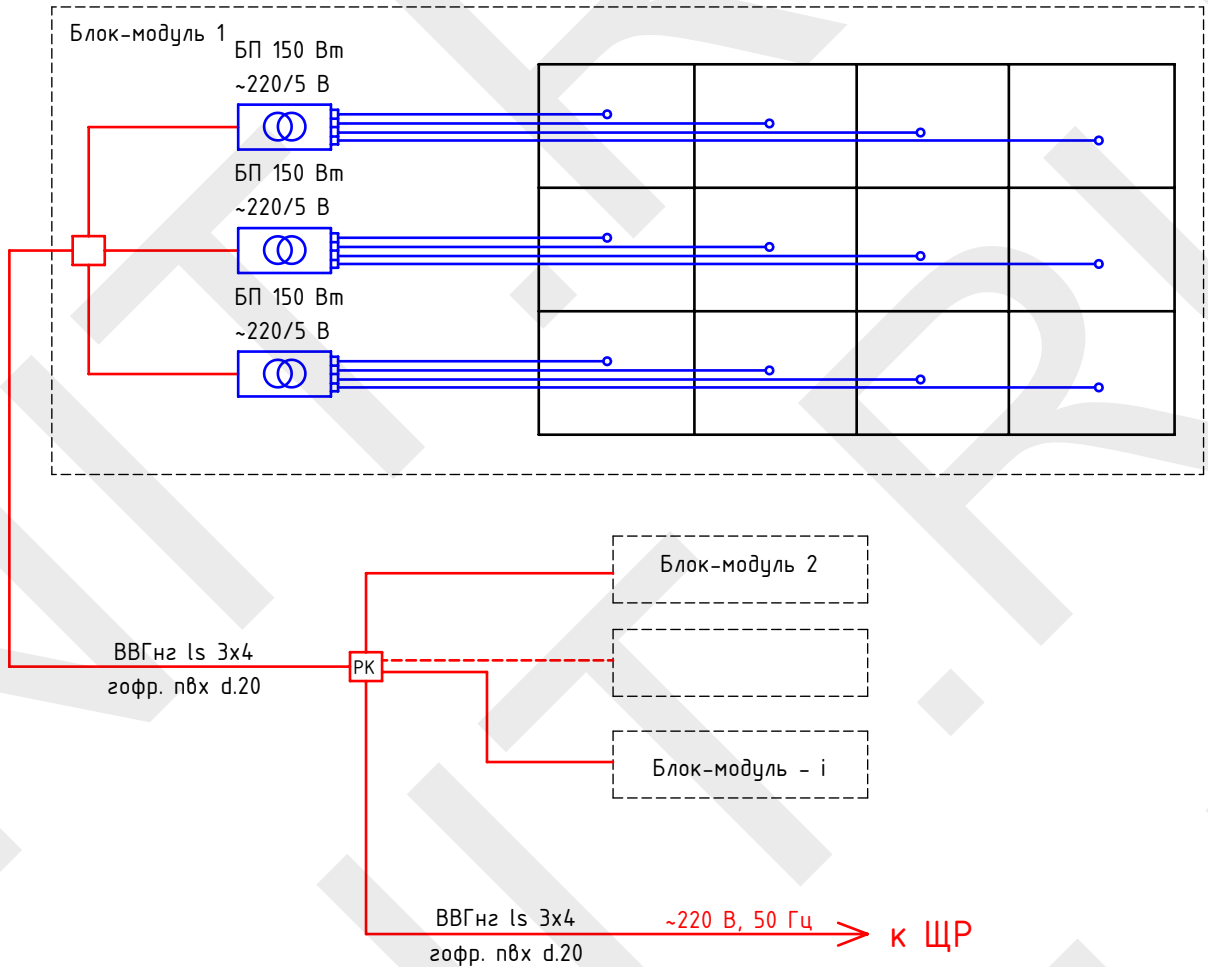 Блок-модуль 1
БП 150 Вт
~220/5 В
БП 150 Вт
~220/5 В
БП 150 Вт
~220/5 В
Блок-модуль 2
ВВГнг ls 3х4
гофр. пвх d.20
РК
Блок-модуль - i
ВВГнг ls 3х4
гофр. пвх d.20
~220 В, 50 Гц
к ЩР